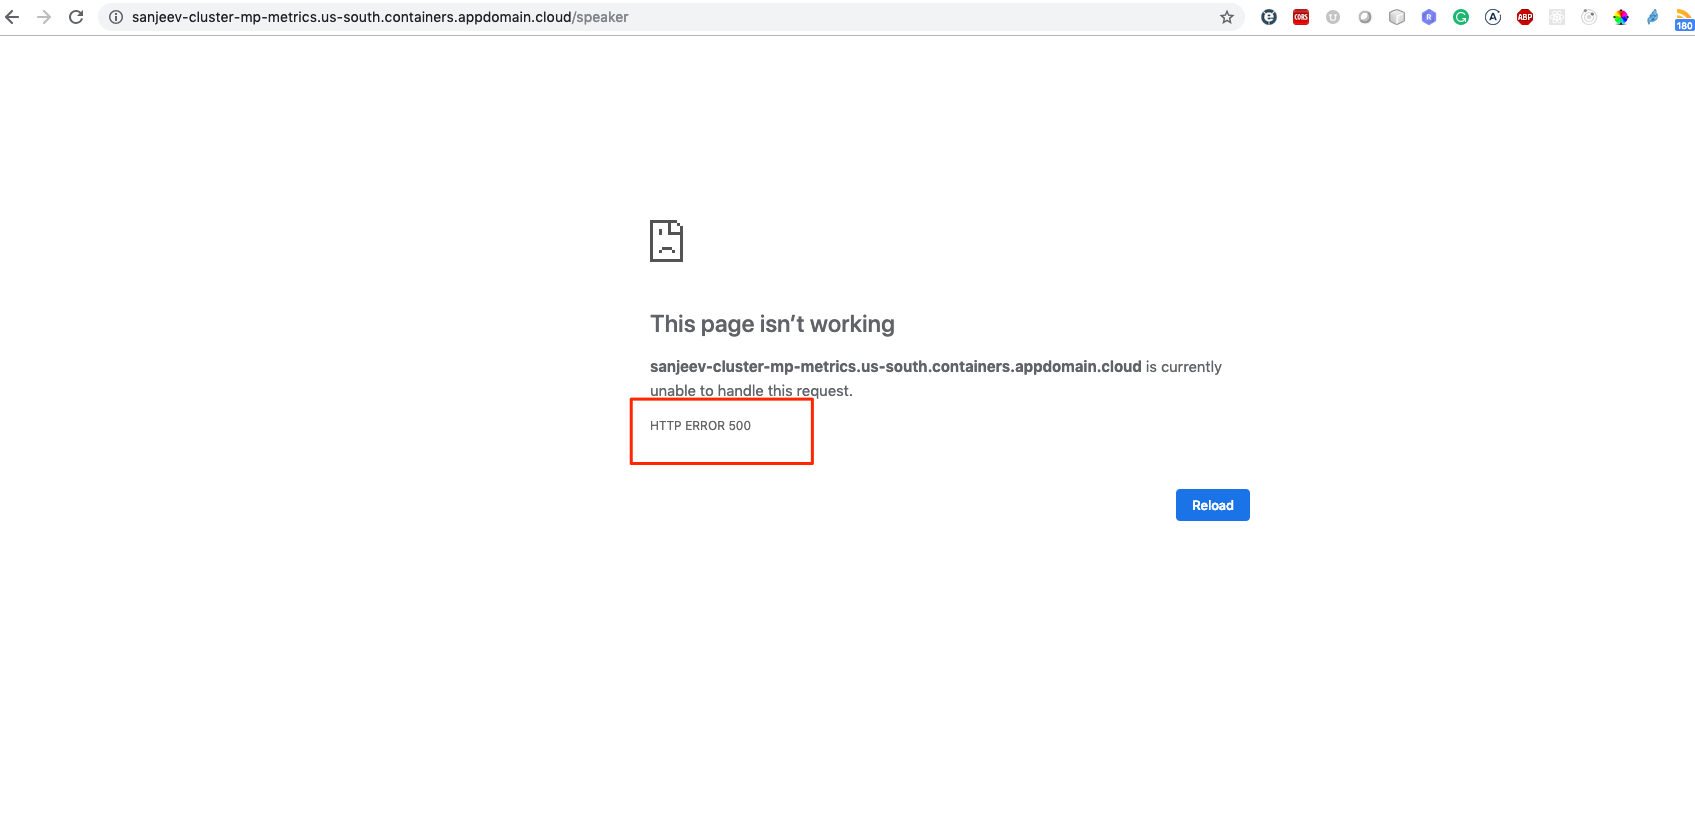 sanjeev-cluster-mp-metrics.us-south.containers.appdomain.cloud/speaker
CORS
R
G
A
ABP
180
This page isn’t working
sanjeev-cluster-mp-metrics.us-south.containers.appdomain.cloud is currently
unable to handle this request.
HTTP ERROR 500
Reload